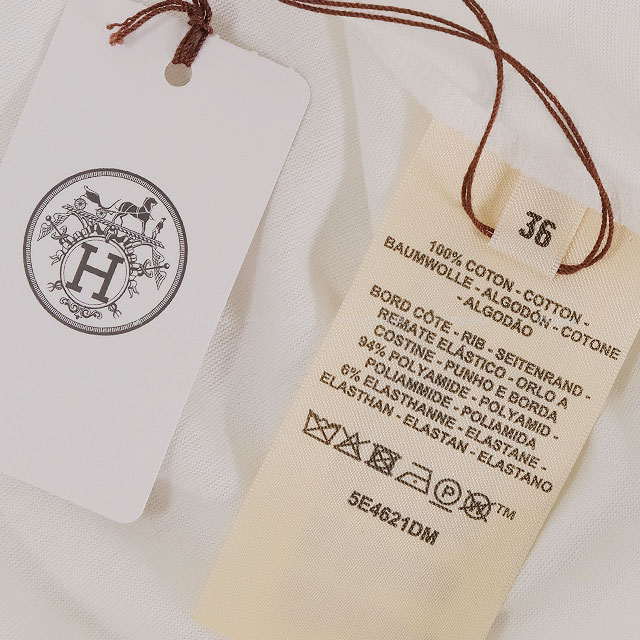 H
36
100% COTON - COTTON -
BAUMWOLLE - ALGODÓN - COTONE
- ALGODÃO
BORD CÔTE - RIB - SEITENRAND -
REMATE ELÁSTICO - ORLO A
COSTINE - PUNHO E BORDA
94% POLYAMIDE - POLYAMID -
POLIAMMIDE - POLIAMIDA
6% ELASTHANNE - ELASTANE -
ELASTHAN - ELASTAN - ELASTANO
P
TM
5E4621DM